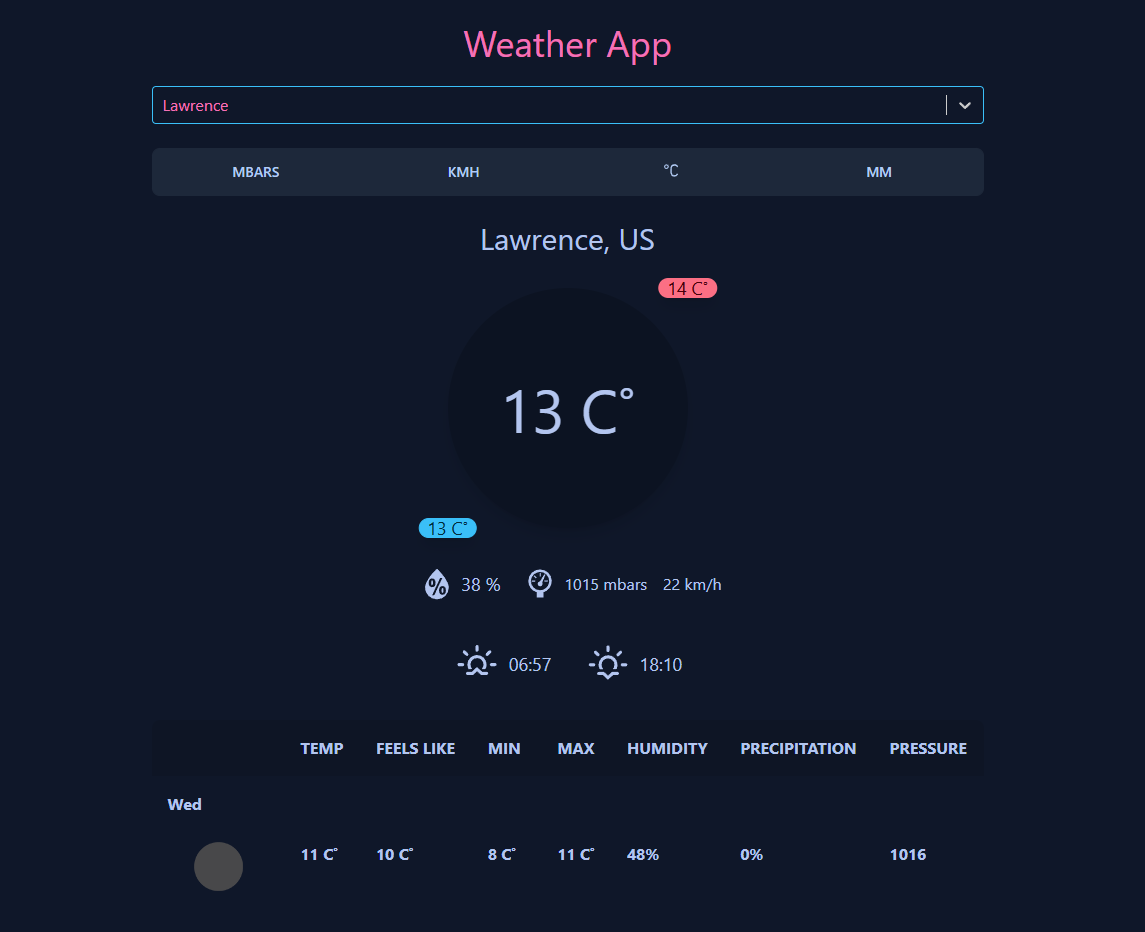 Weather App
Lawrence
MBARS KMH °C MM
Lawrence, US
14 C°
13 C°
13 C°
% 38 % 1015 mbars 22 km/h
06:57 18:10
TEMP FEELS LIKE MIN MAX HUMIDITY PRECIPITATION PRESSURE
Wed
11 C° 10 C° 8 C° 11 C° 48% 0% 1016